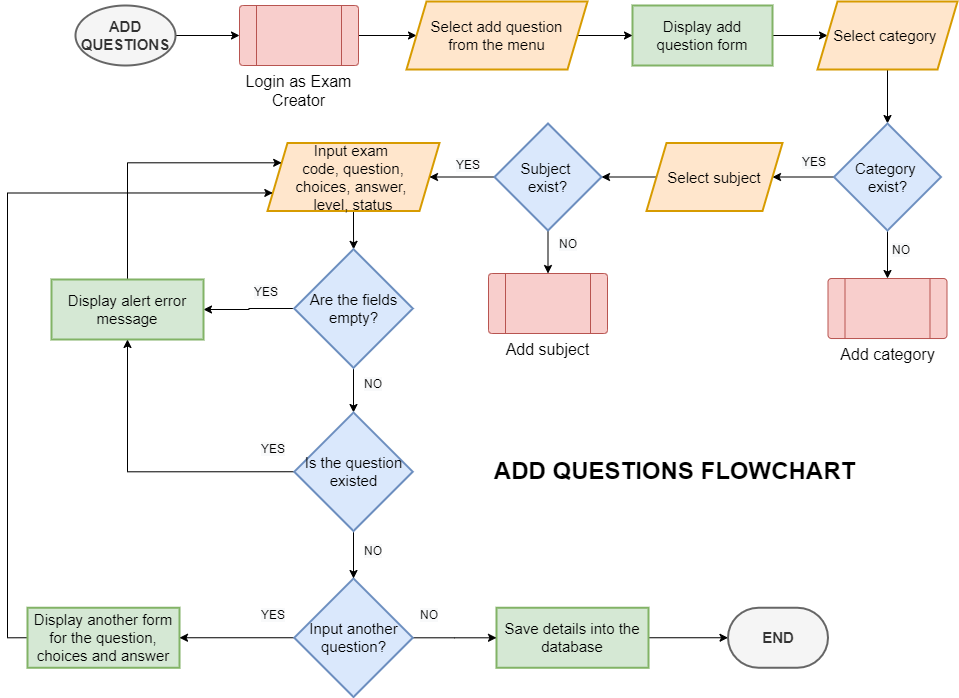 ADD
QUESTIONS
Login as Exam
Creator
Select add question
from the menu
Display add
question form
Select category
Category
exist?
YES
NO
Add category
Select subject
Subject
exist?
YES
NO
Add subject
Input exam
code, question,
choices, answer,
level, status
Are the fields
empty?
YES
Display alert error
message
NO
Is the question
existed
YES
NO
ADD QUESTIONS FLOWCHART
Input another
question?
YES
Display another form
for the question,
choices and answer
NO
Save details into the
database
END